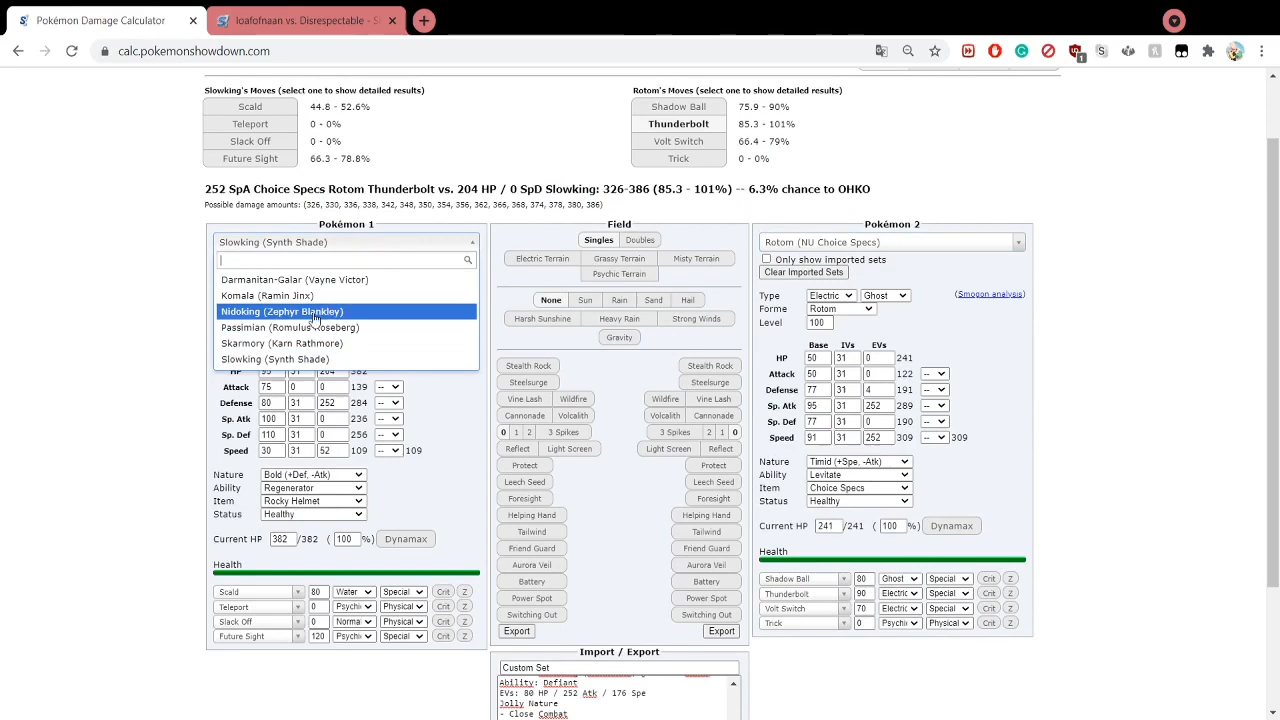 Pokémon Damage Calculator
loafofnaan vs. Disrespectable - S
calc.pokemonshowdown.com
Slowking's Moves (select one to show detailed results)
Scald 44.8 - 52.6%
Teleport 0 - 0%
Slack Off 0 - 0%
Future Sight 66.3 - 78.8%
Rotom's Moves (select one to show detailed results)
Shadow Ball 75.9 - 90%
Thunderbolt 85.3 - 101%
Volt Switch 66.4 - 79%
Trick 0 - 0%
252 SpA Choice Specs Rotom Thunderbolt vs. 204 HP / 0 SpD Slowking: 326-386 (85.3 - 101%) -- 6.3% chance to OHKO
Possible damage amounts: (326, 330, 336, 338, 342, 348, 350, 354, 356, 362, 366, 368, 374, 378, 380, 386)
Pokémon 1
Slowking (Synth Shade)
Darmanitan-Galar (Vayne Victor)
Komala (Ramin Jinx)
Nidoking (Zephyr Blankley)
Passimian (Romulus Roseberg)
Skarmory (Karn Rathmore)
Slowking (Synth Shade)
HP 95 31 204 382
Attack 75 0 0 139 --
Defense 80 31 252 284 --
Sp. Atk 100 31 0 236 --
Sp. Def 110 31 0 256 --
Speed 30 31 52 109 -- 109
Nature Bold (+Def, -Atk)
Ability Regenerator
Item Rocky Helmet
Status Healthy
Current HP 382 /382 ( 100 %) Dynamax
Health
Scald 80 Water Special Crit Z
Teleport 0 Psychi Physical Crit Z
Slack Off 0 Norma Physical Crit Z
Future Sight 120 Psychi Special Crit Z
Field
Singles Doubles
Electric Terrain Grassy Terrain Misty Terrain
Psychic Terrain
None Sun Rain Sand Hail
Harsh Sunshine Heavy Rain Strong Winds
Gravity
Stealth Rock Stealth Rock
Steelsurge Steelsurge
Vine Lash Wildfire Wildfire Vine Lash
Cannonade Volcalith Volcalith Cannonade
0 1 2 3 Spikes 3 Spikes 2 1 0
Reflect Light Screen Light Screen Reflect
Protect Protect
Leech Seed Leech Seed
Foresight Foresight
Helping Hand Helping Hand
Tailwind Tailwind
Friend Guard Friend Guard
Aurora Veil Aurora Veil
Battery Battery
Power Spot Power Spot
Switching Out Switching Out
Export Export
Pokémon 2
Rotom (NU Choice Specs)
Only show imported sets
Clear Imported Sets
Type Electric Ghost (Smogon analysis)
Forme Rotom
Level 100
Base IVs EVs
HP 50 31 0 241
Attack 50 31 0 122 --
Defense 77 31 4 191 --
Sp. Atk 95 31 252 289 --
Sp. Def 77 31 0 190 --
Speed 91 31 252 309 -- 309
Nature Timid (+Spe, -Atk)
Ability Levitate
Item Choice Specs
Status Healthy
Current HP 241 /241 ( 100 %) Dynamax
Health
Shadow Ball 80 Ghost Special Crit Z
Thunderbolt 90 Electric Special Crit Z
Volt Switch 70 Electric Special Crit Z
Trick 0 Psychi Physical Crit Z
Import / Export
Custom Set
Ability: Defiant
EVs: 80 HP / 252 Atk / 176 Spe
Jolly Nature
- Close Combat